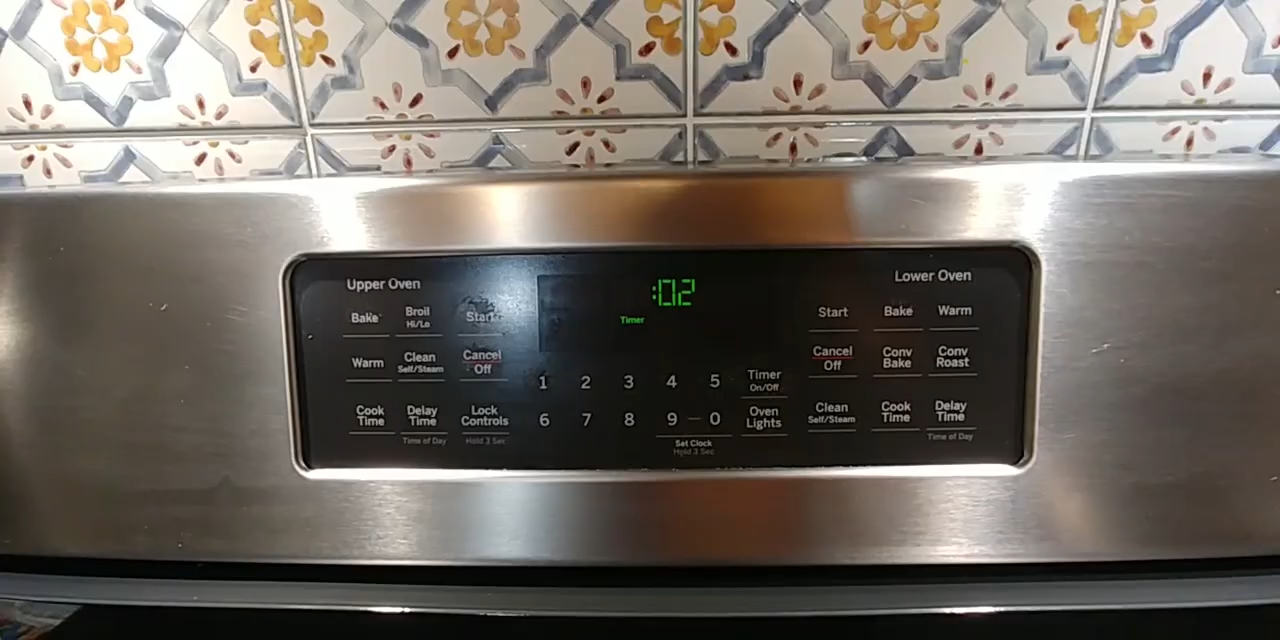 Upper Oven
Bake
Broil
Hi/Lo
Start
Warm
Clean
Self/Steam
Cancel
Off
Cook
Time
Delay
Time
Time of Day
Lock
Controls
Hold 3 Sec
:02
Timer
1 2 3 4 5
6 7 8 9 — 0
Set Clock
Hold 3 Sec
Timer
On/Off
Oven
Lights
Lower Oven
Start
Bake
Warm
Cancel
Off
Conv
Bake
Conv
Roast
Clean
Self/Steam
Cook
Time
Delay
Time
Time of Day